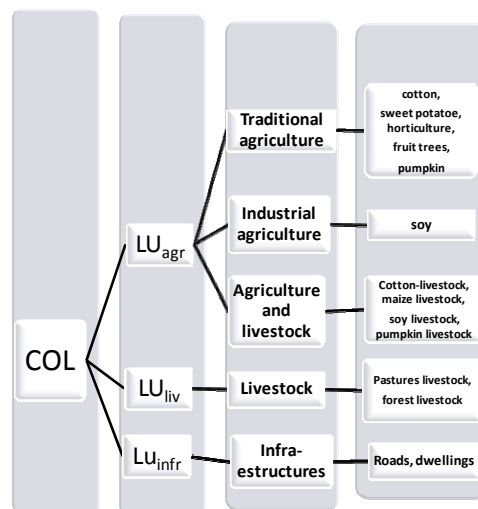 COL
LUagr
LUliv
Luinfr
Traditional
agriculture
Industrial
agriculture
Agriculture
and
livestock
Livestock
Infra-
estructures
cotton,
sweet potatoe,
horticulture,
fruit trees,
pumpkin
soy
Cotton-livestock,
maize livestock,
soy livestock,
pumpkin livestock
Pastures livestock,
forest livestock
Roads, dwellings